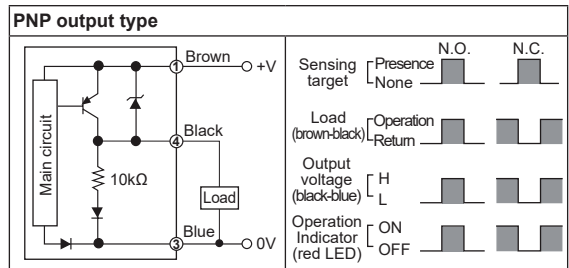 PNP output type
Main circuit
10kΩ
① Brown +V
④ Black
Load
③ Blue 0V
N.O. N.C.
Sensing target Presence None
Load (brown-black) Operation Return
Output voltage (black-blue) H L
Operation Indicator (red LED) ON OFF